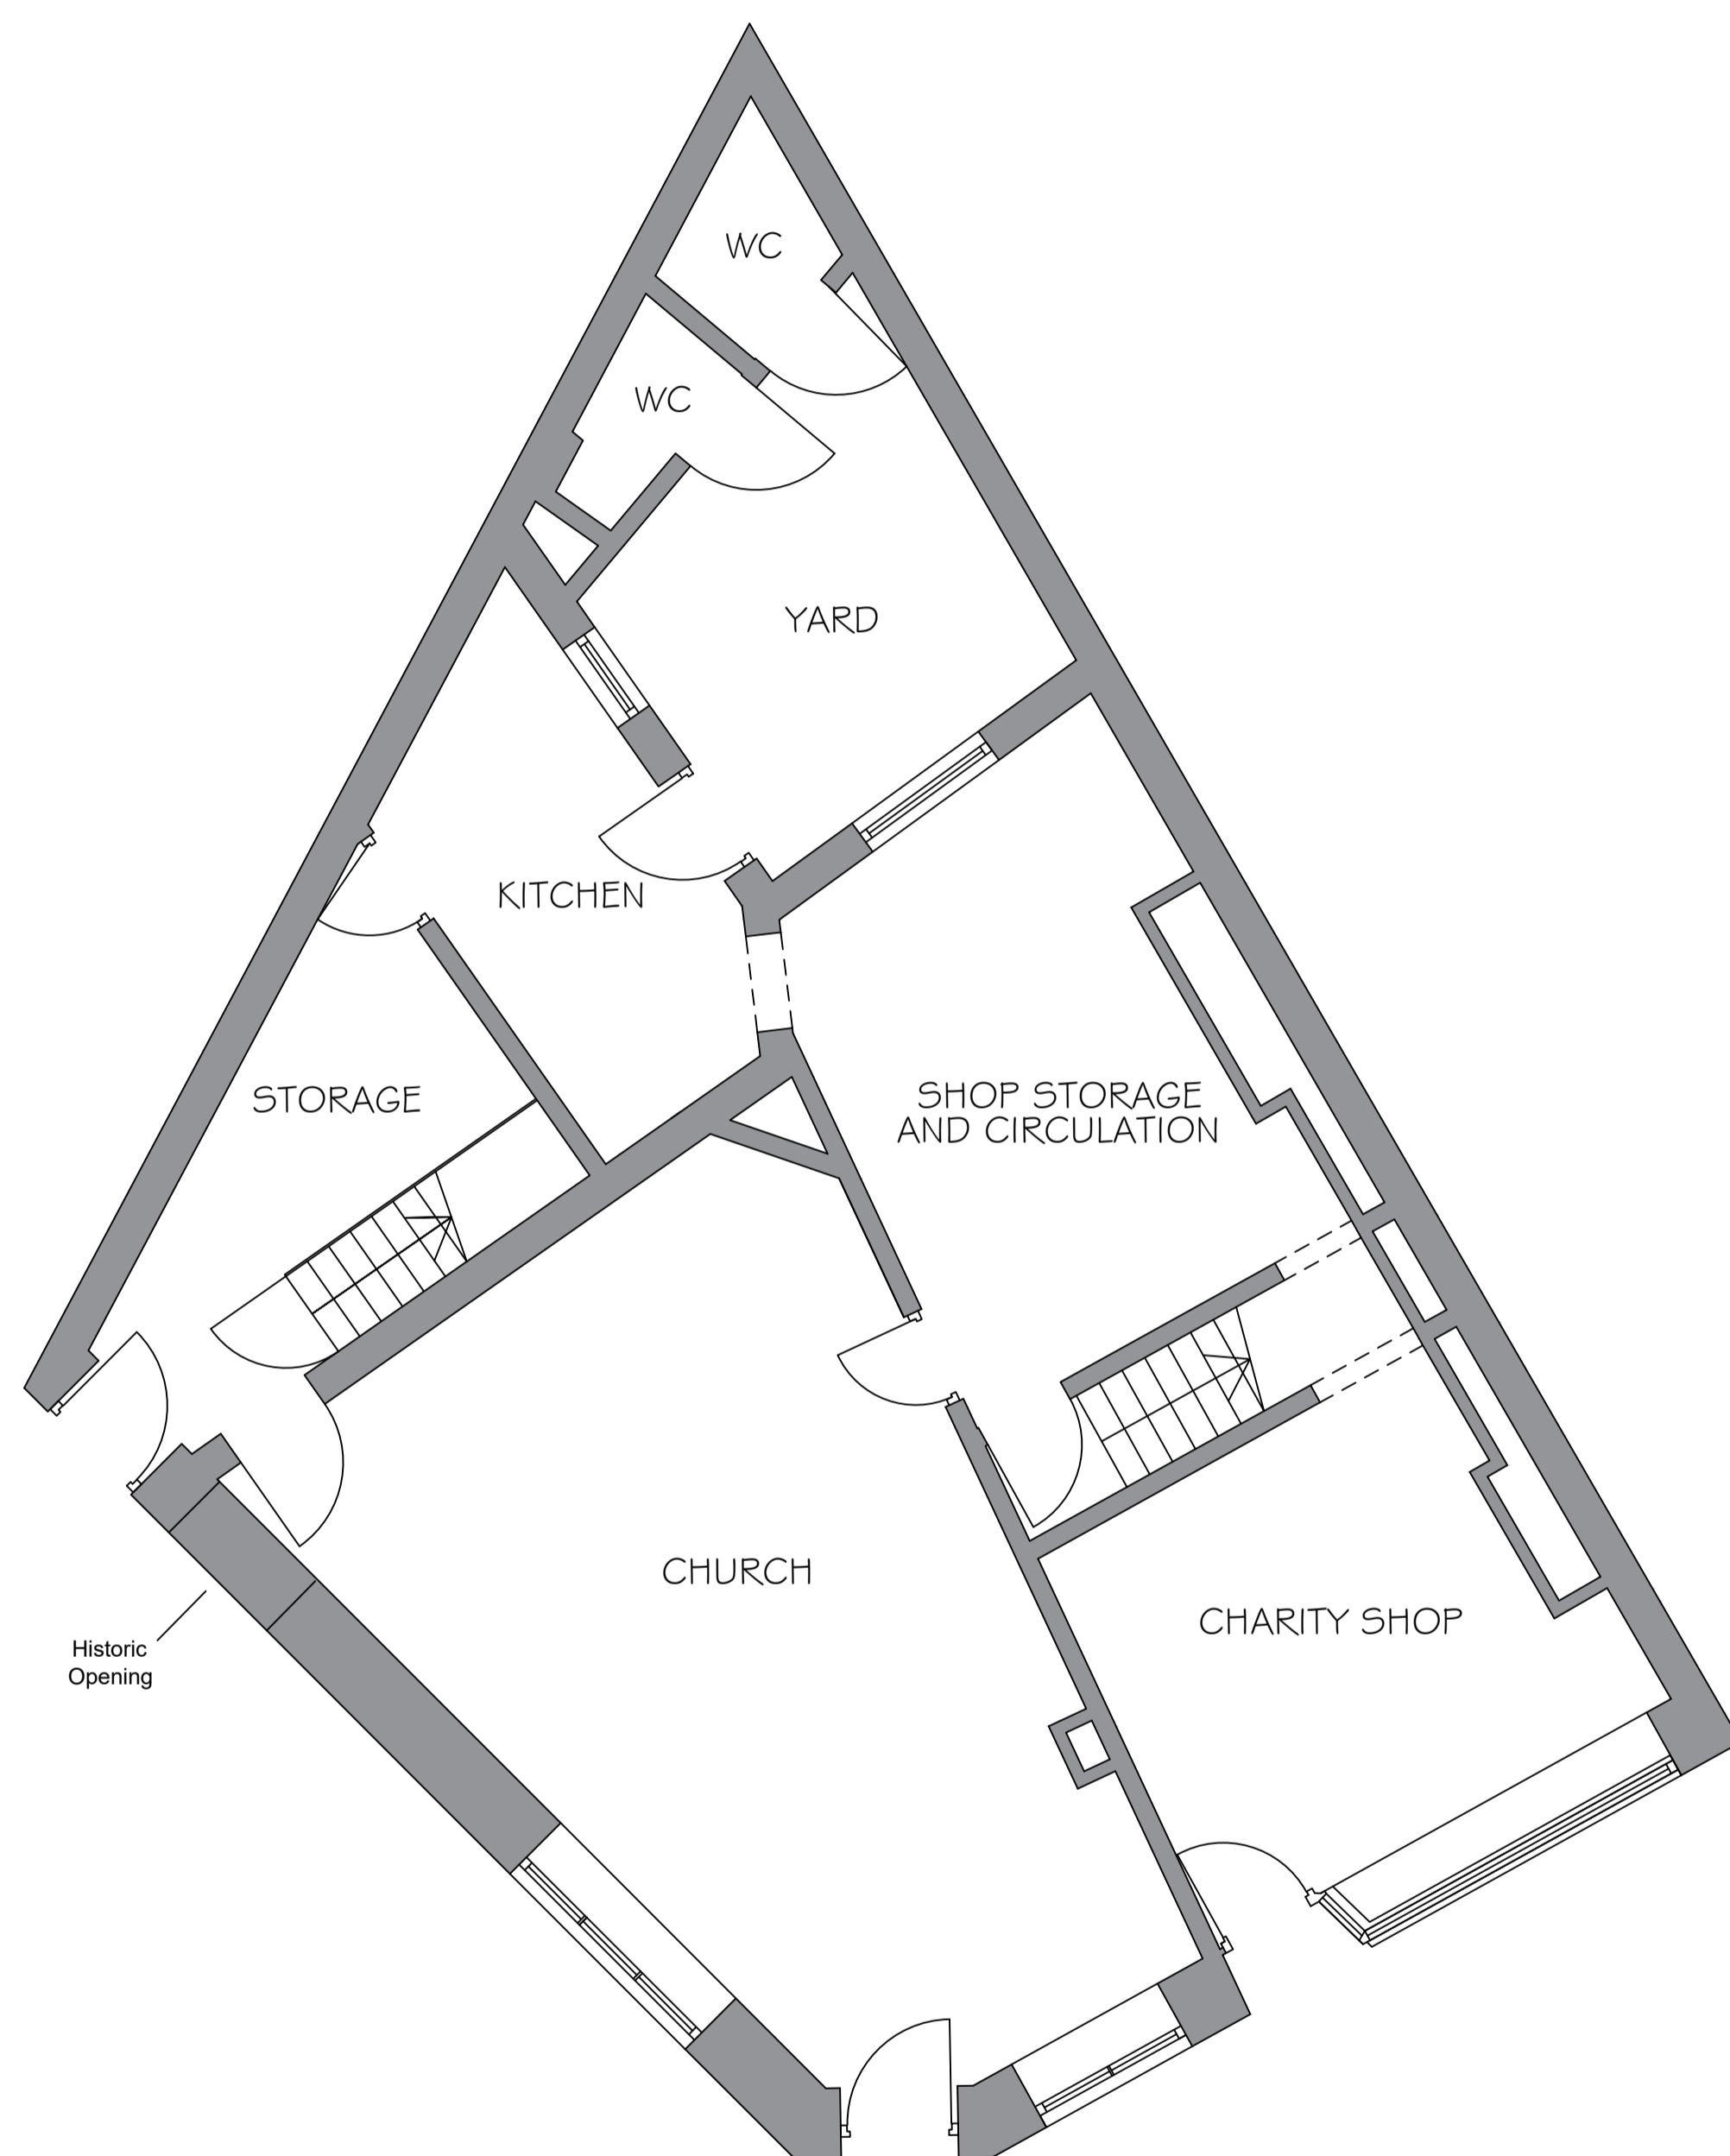 WC
WC
YARD
KITCHEN
STORAGE
SHOP STORAGE
AND CIRCULATION
CHURCH
CHARITY SHOP
Historic
Opening